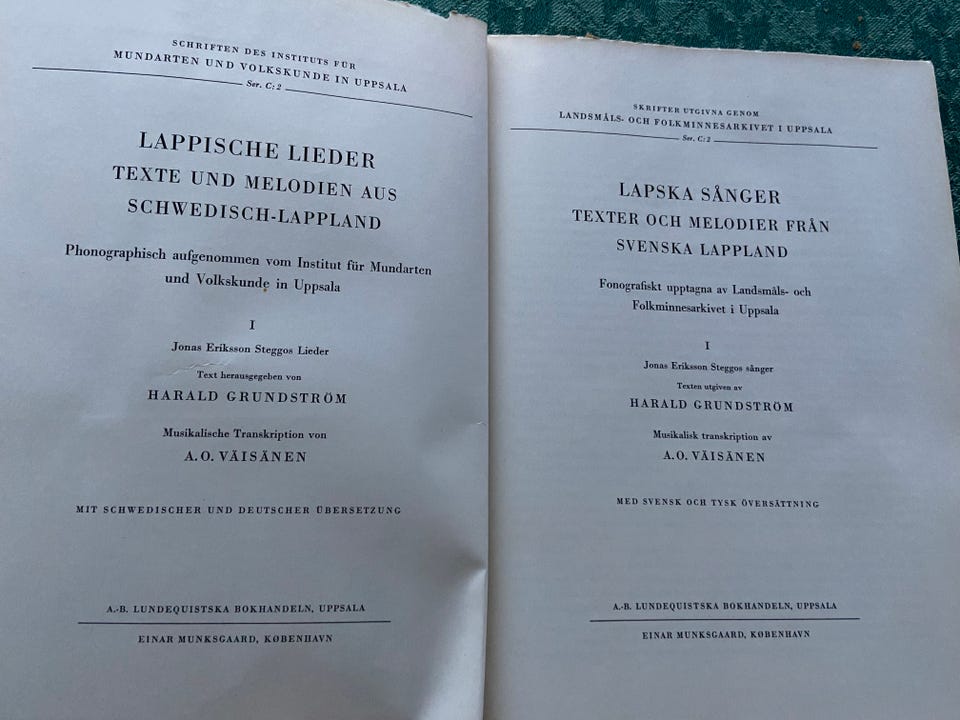 SCHRIFTEN DES INSTITUTS FÜR
MUNDARTEN UND VOLKSKUNDE IN UPPSALA
Ser. C: 2
LAPPISCHE LIEDER
TEXTE UND MELODIEN AUS
SCHWEDISCH-LAPPLAND
Phonographisch aufgenommen vom Institut für Mundarten
und Volkskunde in Uppsala
I
Jonas Eriksson Steggos Lieder
Text herausgegeben von
HARALD GRUNDSTRÖM
Musikalische Transkription von
A. O. VÄISÄNEN
MIT SCHWEDISCHER UND DEUTSCHER ÜBERSETZUNG
A.-B. LUNDEQUISTSKA BOKHANDELN, UPPSALA
EINAR MUNKSGAARD, KØBENHAVN
SKRIFTER UTGIVNA GENOM
LANDSMÅLS- OCH FOLKMINNESARKIVET I UPPSALA
Ser. C: 2
LAPSKA SÅNGER
TEXTER OCH MELODIER FRÅN
SVENSKA LAPPLAND
Fonografiskt upptagna av Landsmåls- och
Folkminnesarkivet i Uppsala
I
Jonas Eriksson Steggos sånger
Texten utgiven av
HARALD GRUNDSTRÖM
Musikalisk transkription av
A. O. VÄISÄNEN
MED SVENSK OCH TYSK ÖVERSÄTTNING
A.-B. LUNDEQUISTSKA BOKHANDELN, UPPSALA
EINAR MUNKSGAARD, KØBENHAVN